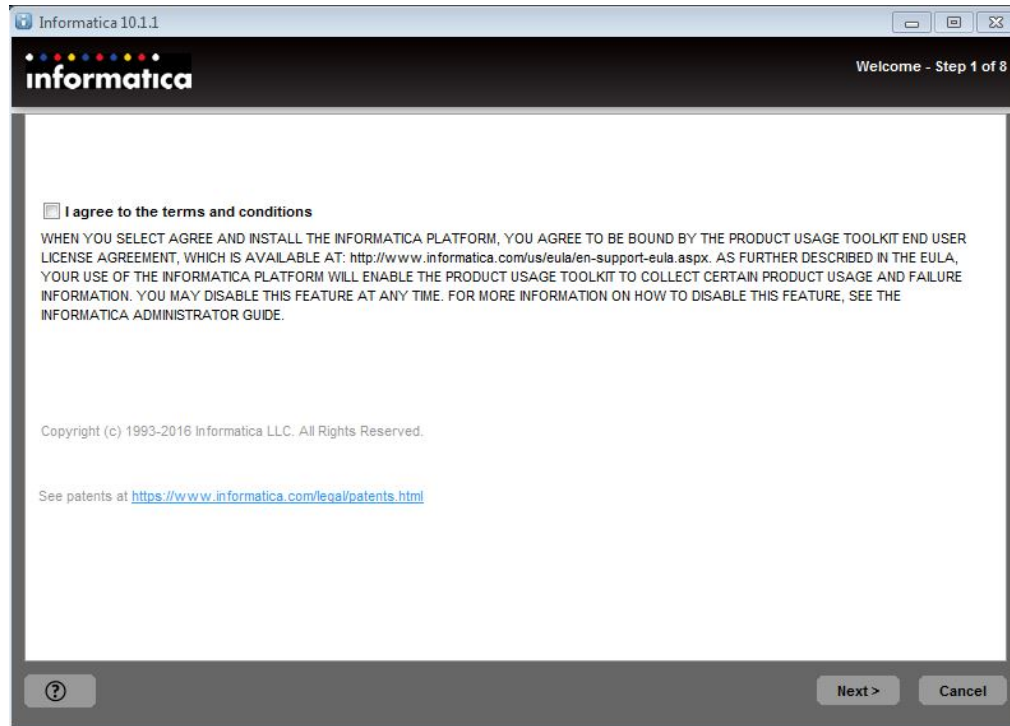 Informatica 10.1.1
informatica
Welcome - Step 1 of 8
I agree to the terms and conditions
WHEN YOU SELECT AGREE AND INSTALL THE INFORMATICA PLATFORM, YOU AGREE TO BE BOUND BY THE PRODUCT USAGE TOOLKIT END USER
LICENSE AGREEMENT, WHICH IS AVAILABLE AT: http://www.informatica.com/us/eula/en-support-eula.aspx. AS FURTHER DESCRIBED IN THE EULA,
YOUR USE OF THE INFORMATICA PLATFORM WILL ENABLE THE PRODUCT USAGE TOOLKIT TO COLLECT CERTAIN PRODUCT USAGE AND FAILURE
INFORMATION. YOU MAY DISABLE THIS FEATURE AT ANY TIME. FOR MORE INFORMATION ON HOW TO DISABLE THIS FEATURE, SEE THE
INFORMATICA ADMINISTRATOR GUIDE.
Copyright (c) 1993-2016 Informatica LLC. All Rights Reserved.
See patents at https://www.informatica.com/legal/patents.html
?
Next >
Cancel